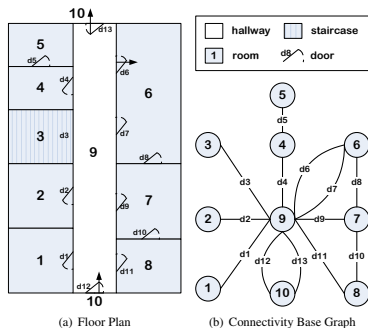 10
d13
5
d5
d4
4
d6
6
3
d3
d7
9
d8
2
d2
d9
7
d10
1
d1
d11
8
d12
10
(a) Floor Plan
hallway
staircase
1 room
d8 door
5
d5
3
4
6
d6
d3
d4
d7
d8
2
d2
9
d9
7
d1
d10
d12
d13
d11
1
10
8
(b) Connectivity Base Graph